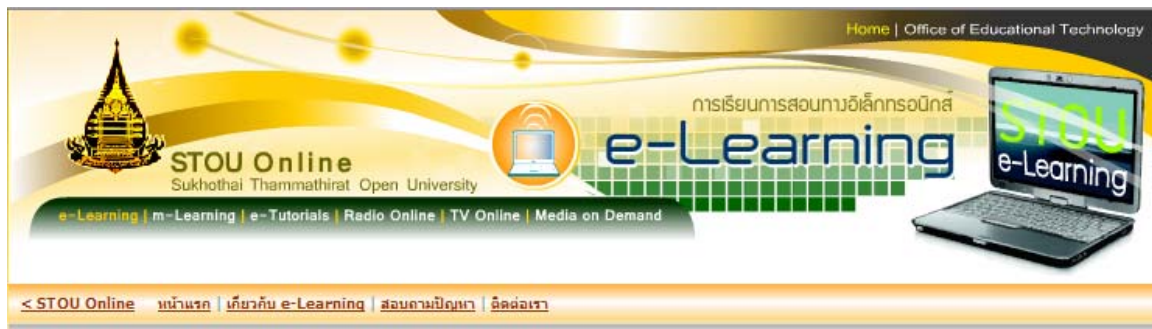 Home | Office of Educational Technology
การเรียนการสอนทางอิเล็กทรอนิกส์
e-Learning
STOU
e-Learning
STOU Online
Sukhothai Thammathirat Open University
e-Learning | m-Learning | e-Tutorials | Radio Online | TV Online | Media on Demand
< STOU Online หน้าแรก | เกี่ยวกับ e-Learning | สอบถามปัญหา | ติดต่อเรา